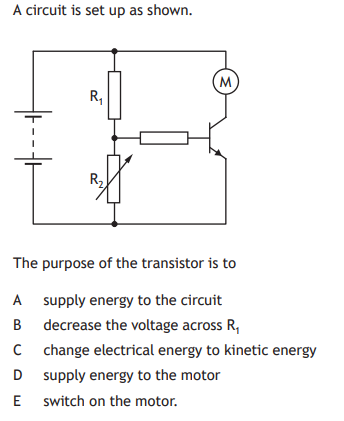 A circuit is set up as shown.
M
R1
R2
The purpose of the transistor is to
A supply energy to the circuit
B decrease the voltage across R1
C change electrical energy to kinetic energy
D supply energy to the motor
E switch on the motor.